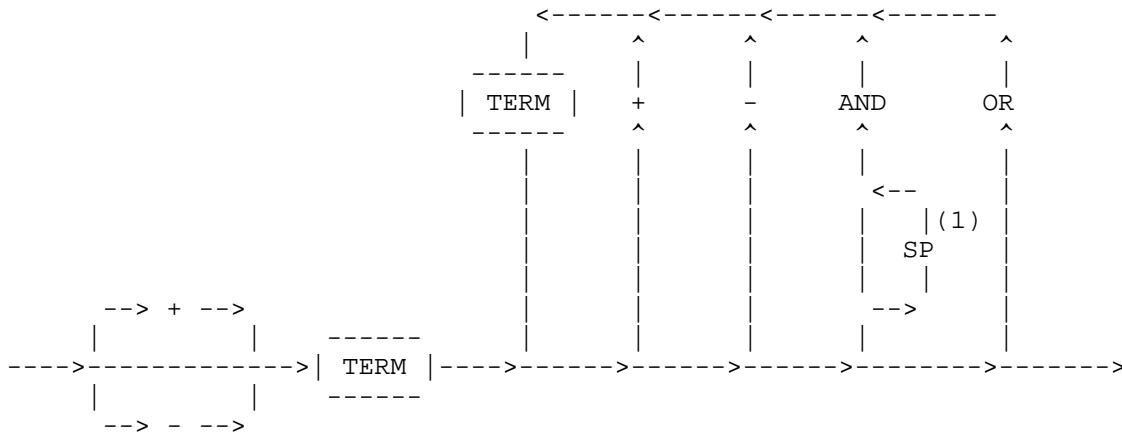 TERM + - AND OR
(1)
SP
+
TERM
-